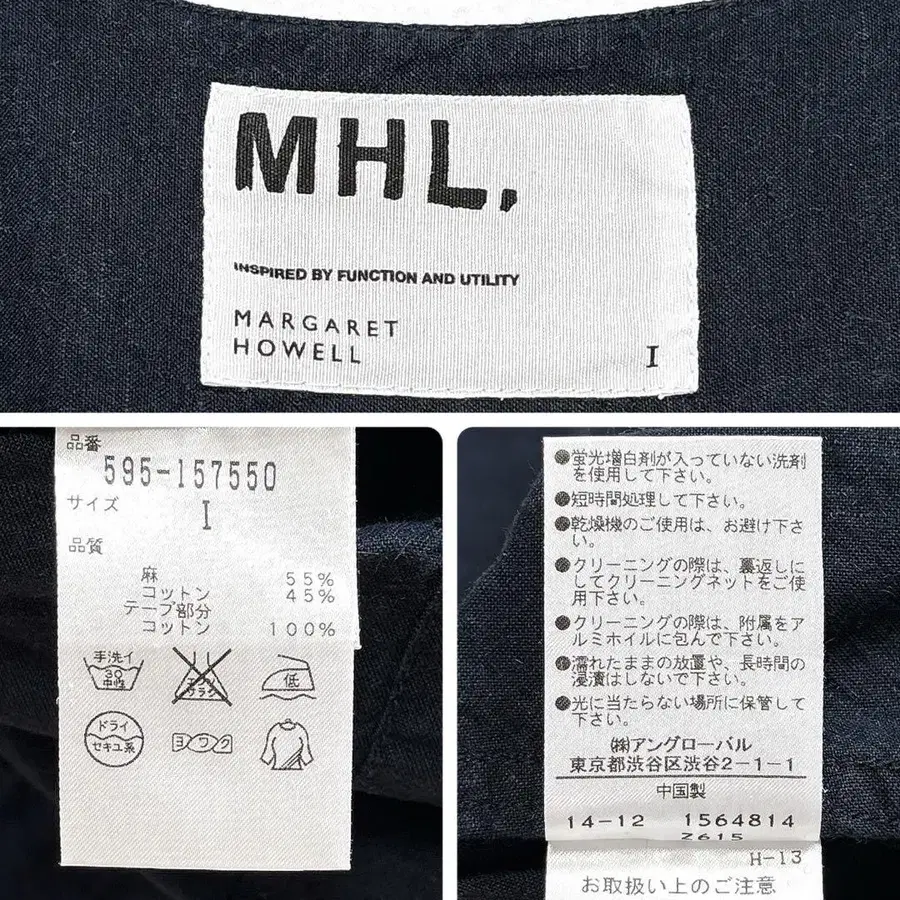 MHL.
INSPIRED BY FUNCTION AND UTILITY
MARGARET
HOWELL
I
品番
595-157550
サイズ
I
品質
麻 55%
コットン 45%
テープ部分
コットン 100%
手洗イ
30
中性
エンソ
サラシ
低
ドライ
セキユ系
ヨワク
●蛍光増白剤が入っていない洗剤
を使用して下さい。
●短時間処理して下さい。
●乾燥機のご使用は、お避け下さ
い。
●クリーニングの際は、裏返しに
してクリーニングネットをご使
用下さい。
●クリーニングの際は、附属をア
ルミホイルに包んで下さい。
●濡れたままの放置や、長時間の
浸漬はしないで下さい。
●光に当たらない場所に保管して
下さい。
㈱アングローバル
東京都渋谷区渋谷2-1-1
中国製
14-12 1564814
Z615
H-13
お取扱い上のご注意